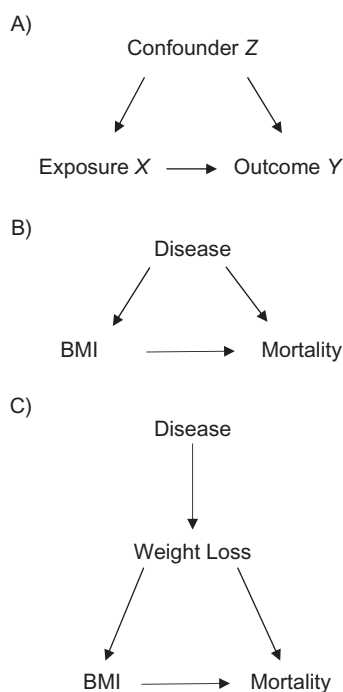 A)
Confounder Z
Exposure X Outcome Y
B)
Disease
BMI Mortality
C)
Disease
Weight Loss
BMI Mortality